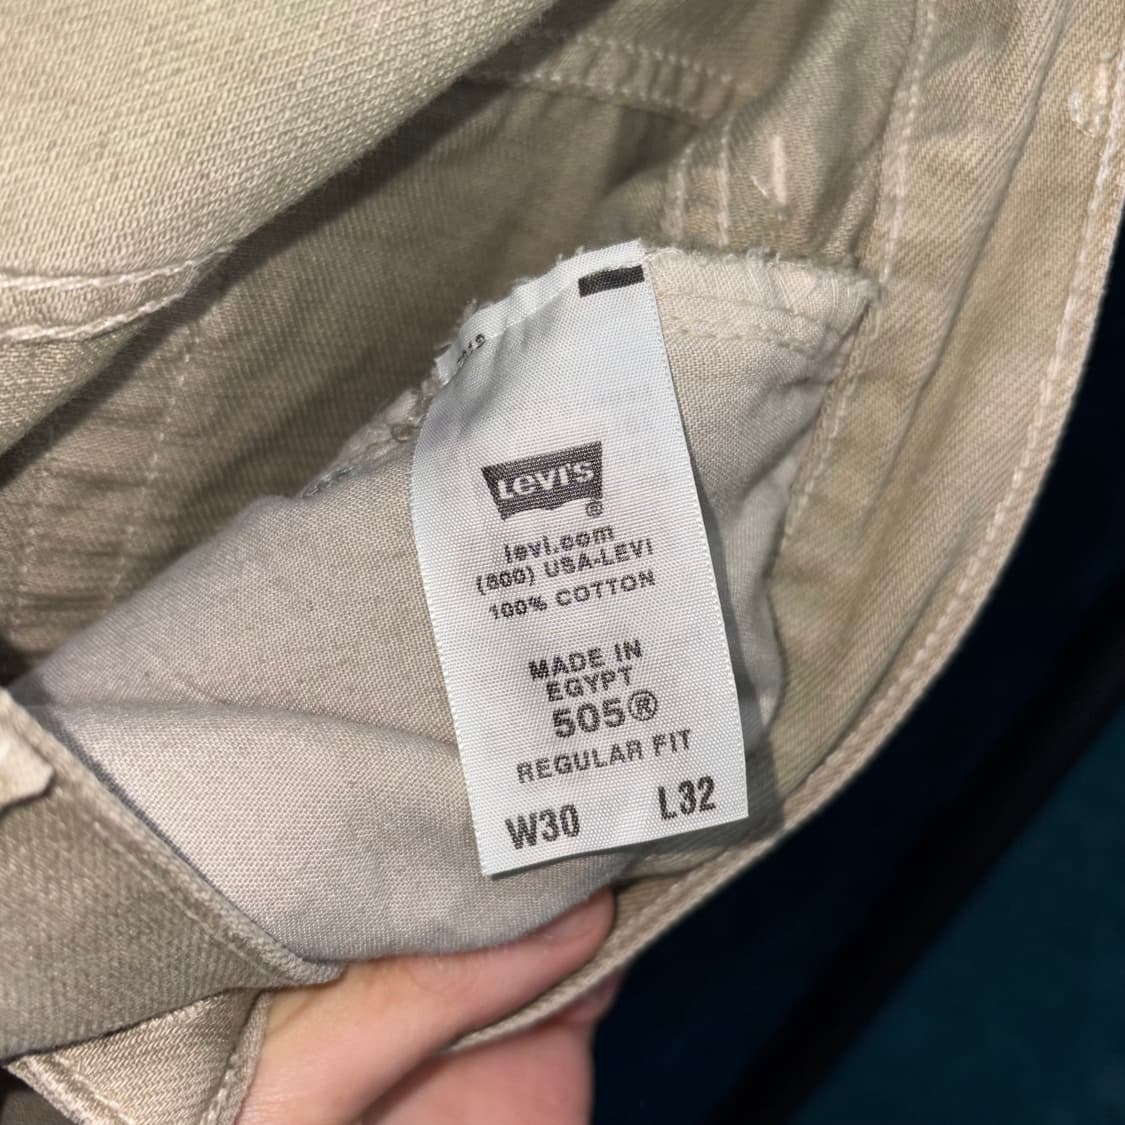 LEVI'S
®
levi.com
(800) USA-LEVI
100% COTTON
MADE IN
EGYPT
505®
REGULAR FIT
W30 L32